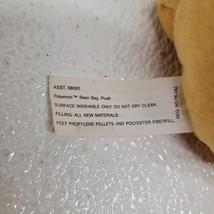 ASST. 58080
Pokemon™ Bean Bag Plush
SURFACE WASHABLE ONLY DO NOT DRY CLEAN.
FILLING: ALL NEW MATERIALS:
POLY PROPYLENE PELLETS AND POLYESTER FIBERFILL.